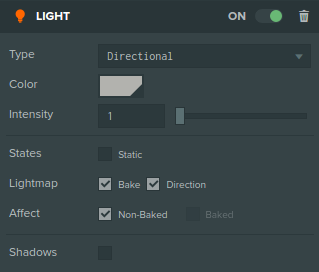 LIGHT ON
Type Directional
Color
Intensity 1
States Static
Lightmap Bake Direction
Affect Non-Baked Baked
Shadows